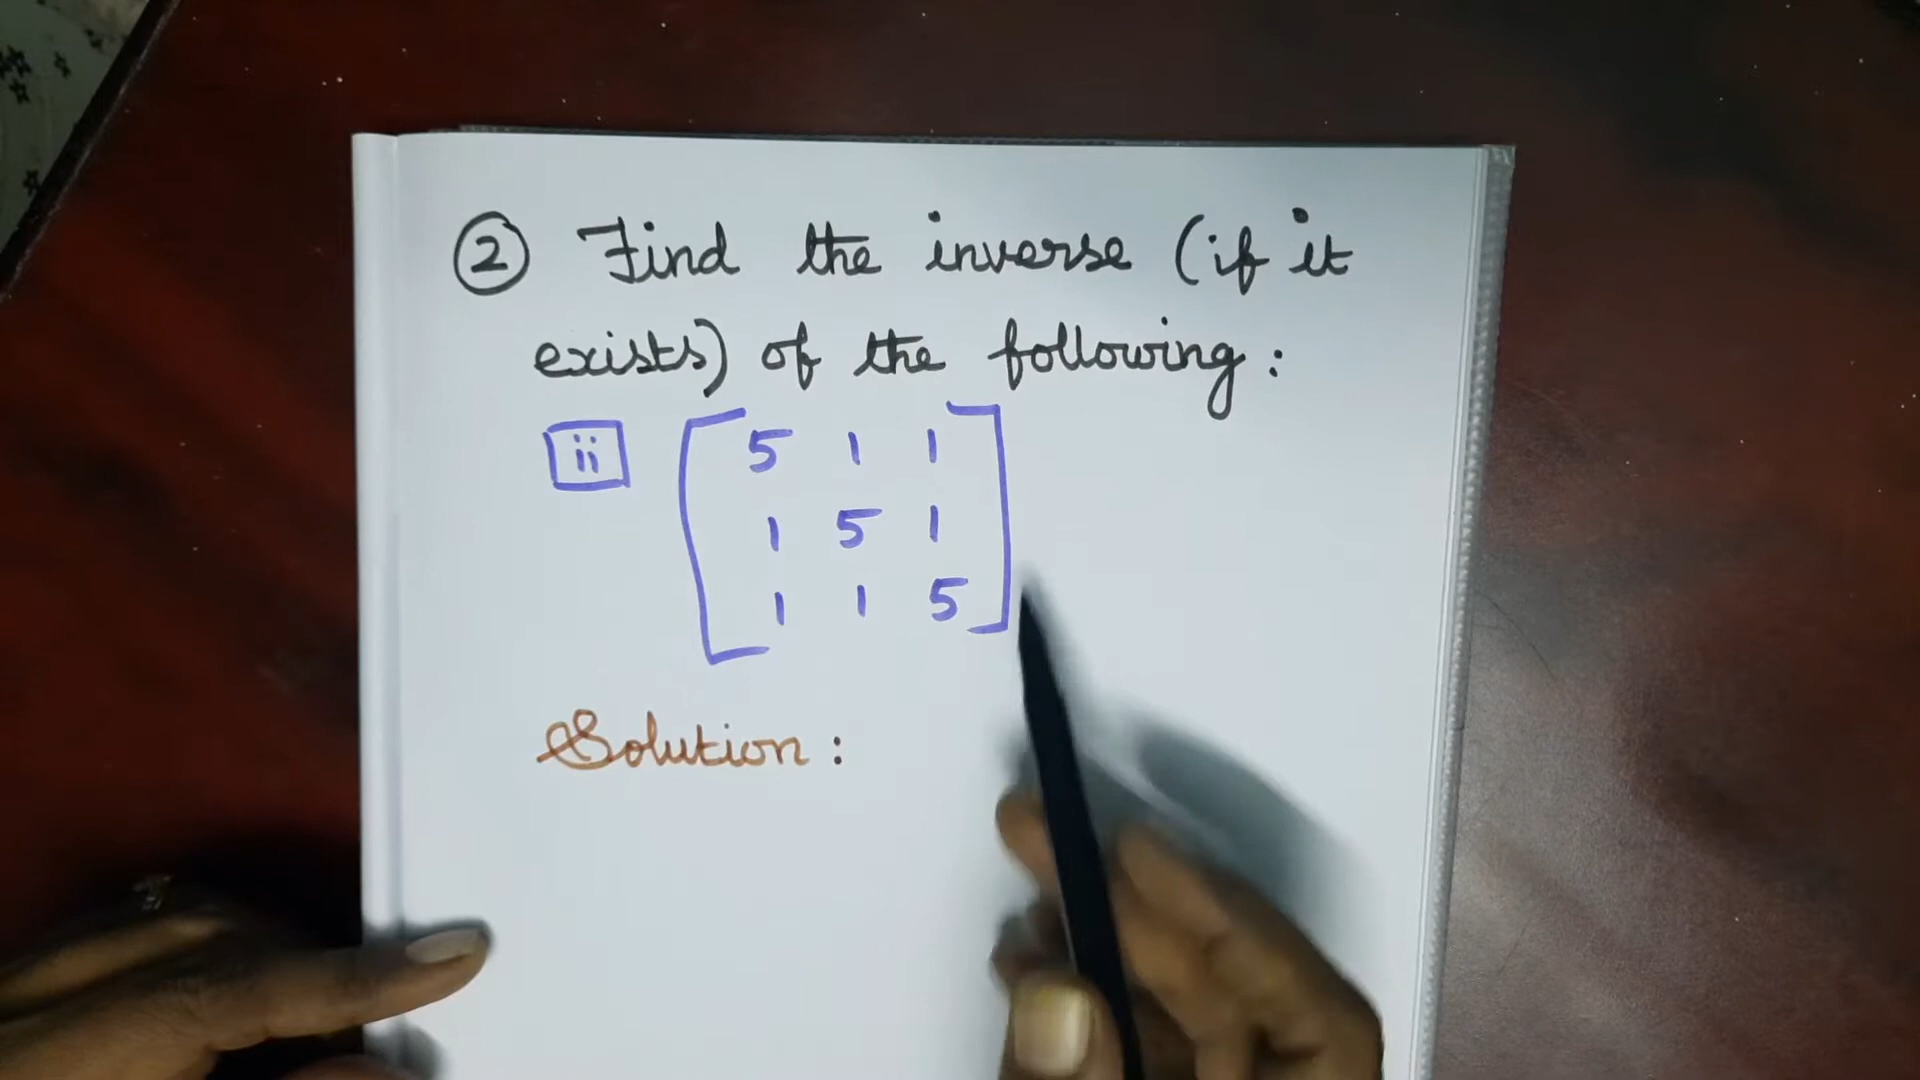 ② Find the inverse (if it
exists) of the following:
ii [ 5 1 1
1 5 1
1 1 5 ]
Solution: